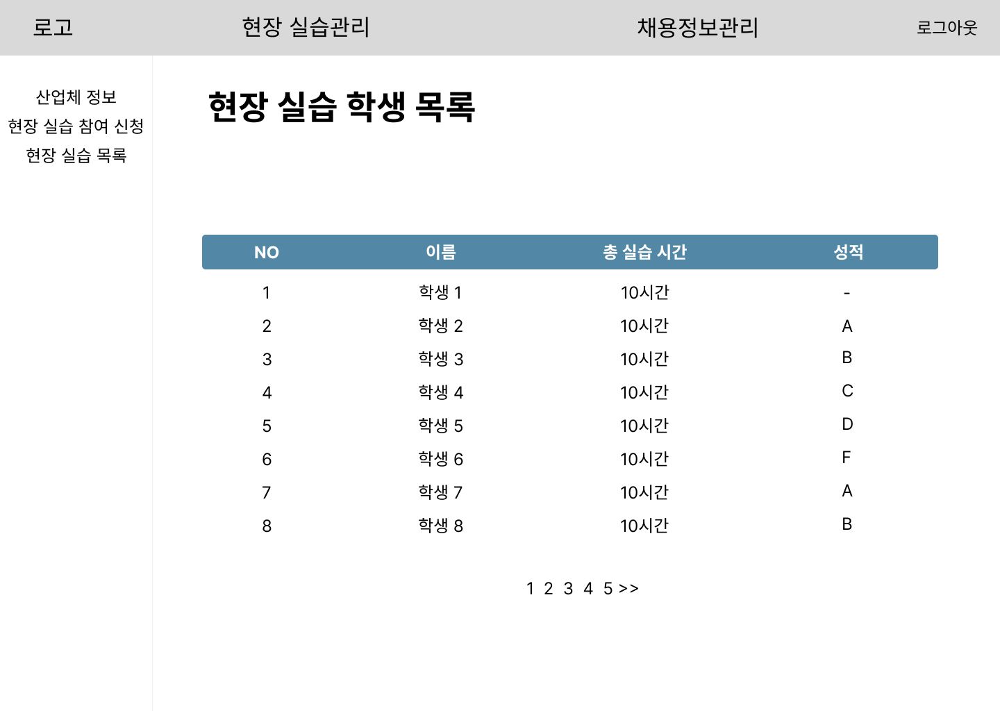 로고 현장 실습관리 채용정보관리 로그아웃
산업체 정보
현장 실습 참여 신청
현장 실습 목록
현장 실습 학생 목록
NO 이름 총 실습 시간 성적
1 학생 1 10시간 -
2 학생 2 10시간 A
3 학생 3 10시간 B
4 학생 4 10시간 C
5 학생 5 10시간 D
6 학생 6 10시간 F
7 학생 7 10시간 A
8 학생 8 10시간 B
1 2 3 4 5 >>